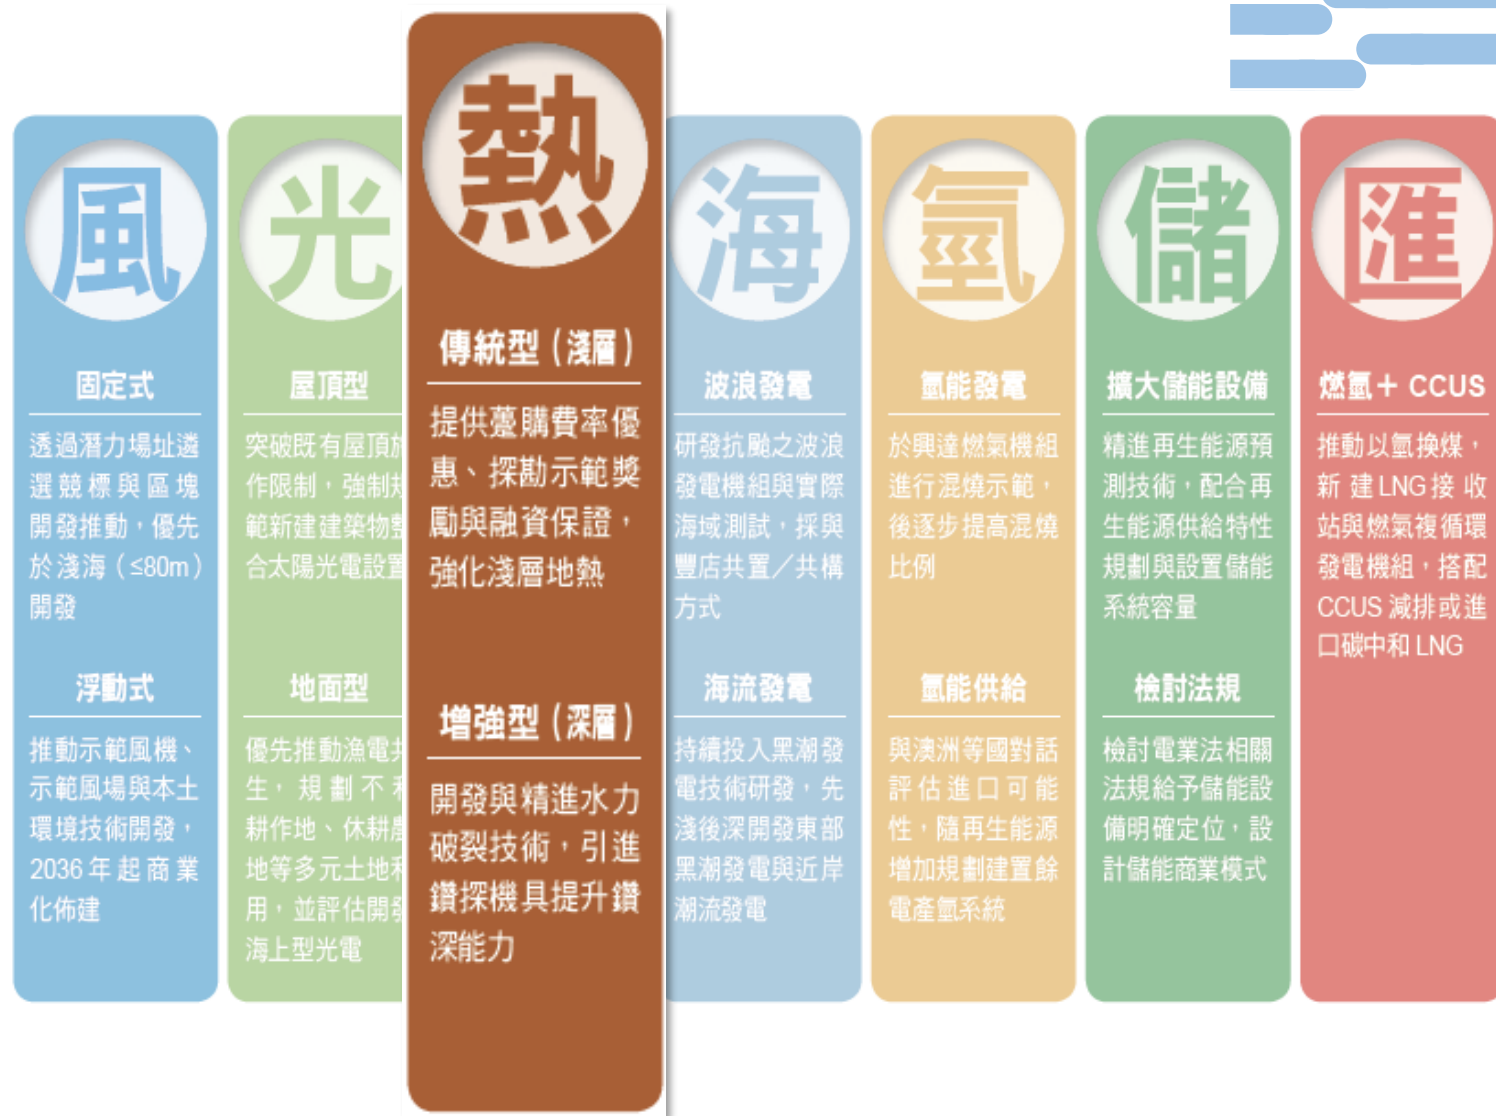 風
固定式
透過潛力場址遴
選競標與區塊
開發推動，優先
於淺海（≤80m）
開發
浮動式
推動示範風機、
示範風場與本土
環境技術開發，
2036 年起商業
化佈建
光
屋頂型
突破既有屋頂
作限制，強制
範新建建築物
合太陽光電設置
地面型
優先推動漁電
生，規劃不
耕作地、休耕
地等多元土地
用，並評估開
海上型光電
熱
傳統型（淺層）
提供躉購費率優
惠、探勘示範獎
勵與融資保證，
強化淺層地熱
增強型（深層）
開發與精進水力
破裂技術，引進
鑽探機具提升鑽
深能力
海
波浪發電
研發抗颱之波浪
發電機組與實際
海域測試，採與
豐店共置／共構
方式
海流發電
持續投入黑潮發
電技術研發，先
淺後深開發東部
黑潮發電與近岸
潮流發電
氫
氫能發電
於興達燃氣機組
進行混燒示範，
後逐步提高混燒
比例
氫能供給
與澳洲等國對話
評估進口可能
性，隨再生能源
增加規劃建置餘
電產氫系統
儲
擴大儲能設備
精進再生能源預
測技術，配合再
生能源供給特性
規劃與設置儲能
系統容量
檢討法規
檢討電業法相關
法規給予儲能設
備明確定位，設
計儲能商業模式
匯
燃氫＋ CCUS
推動以氫換煤，
新建LNG接收
站與燃氣複循環
發電機組，搭配
CCUS 減排或進
口碳中和 LNG